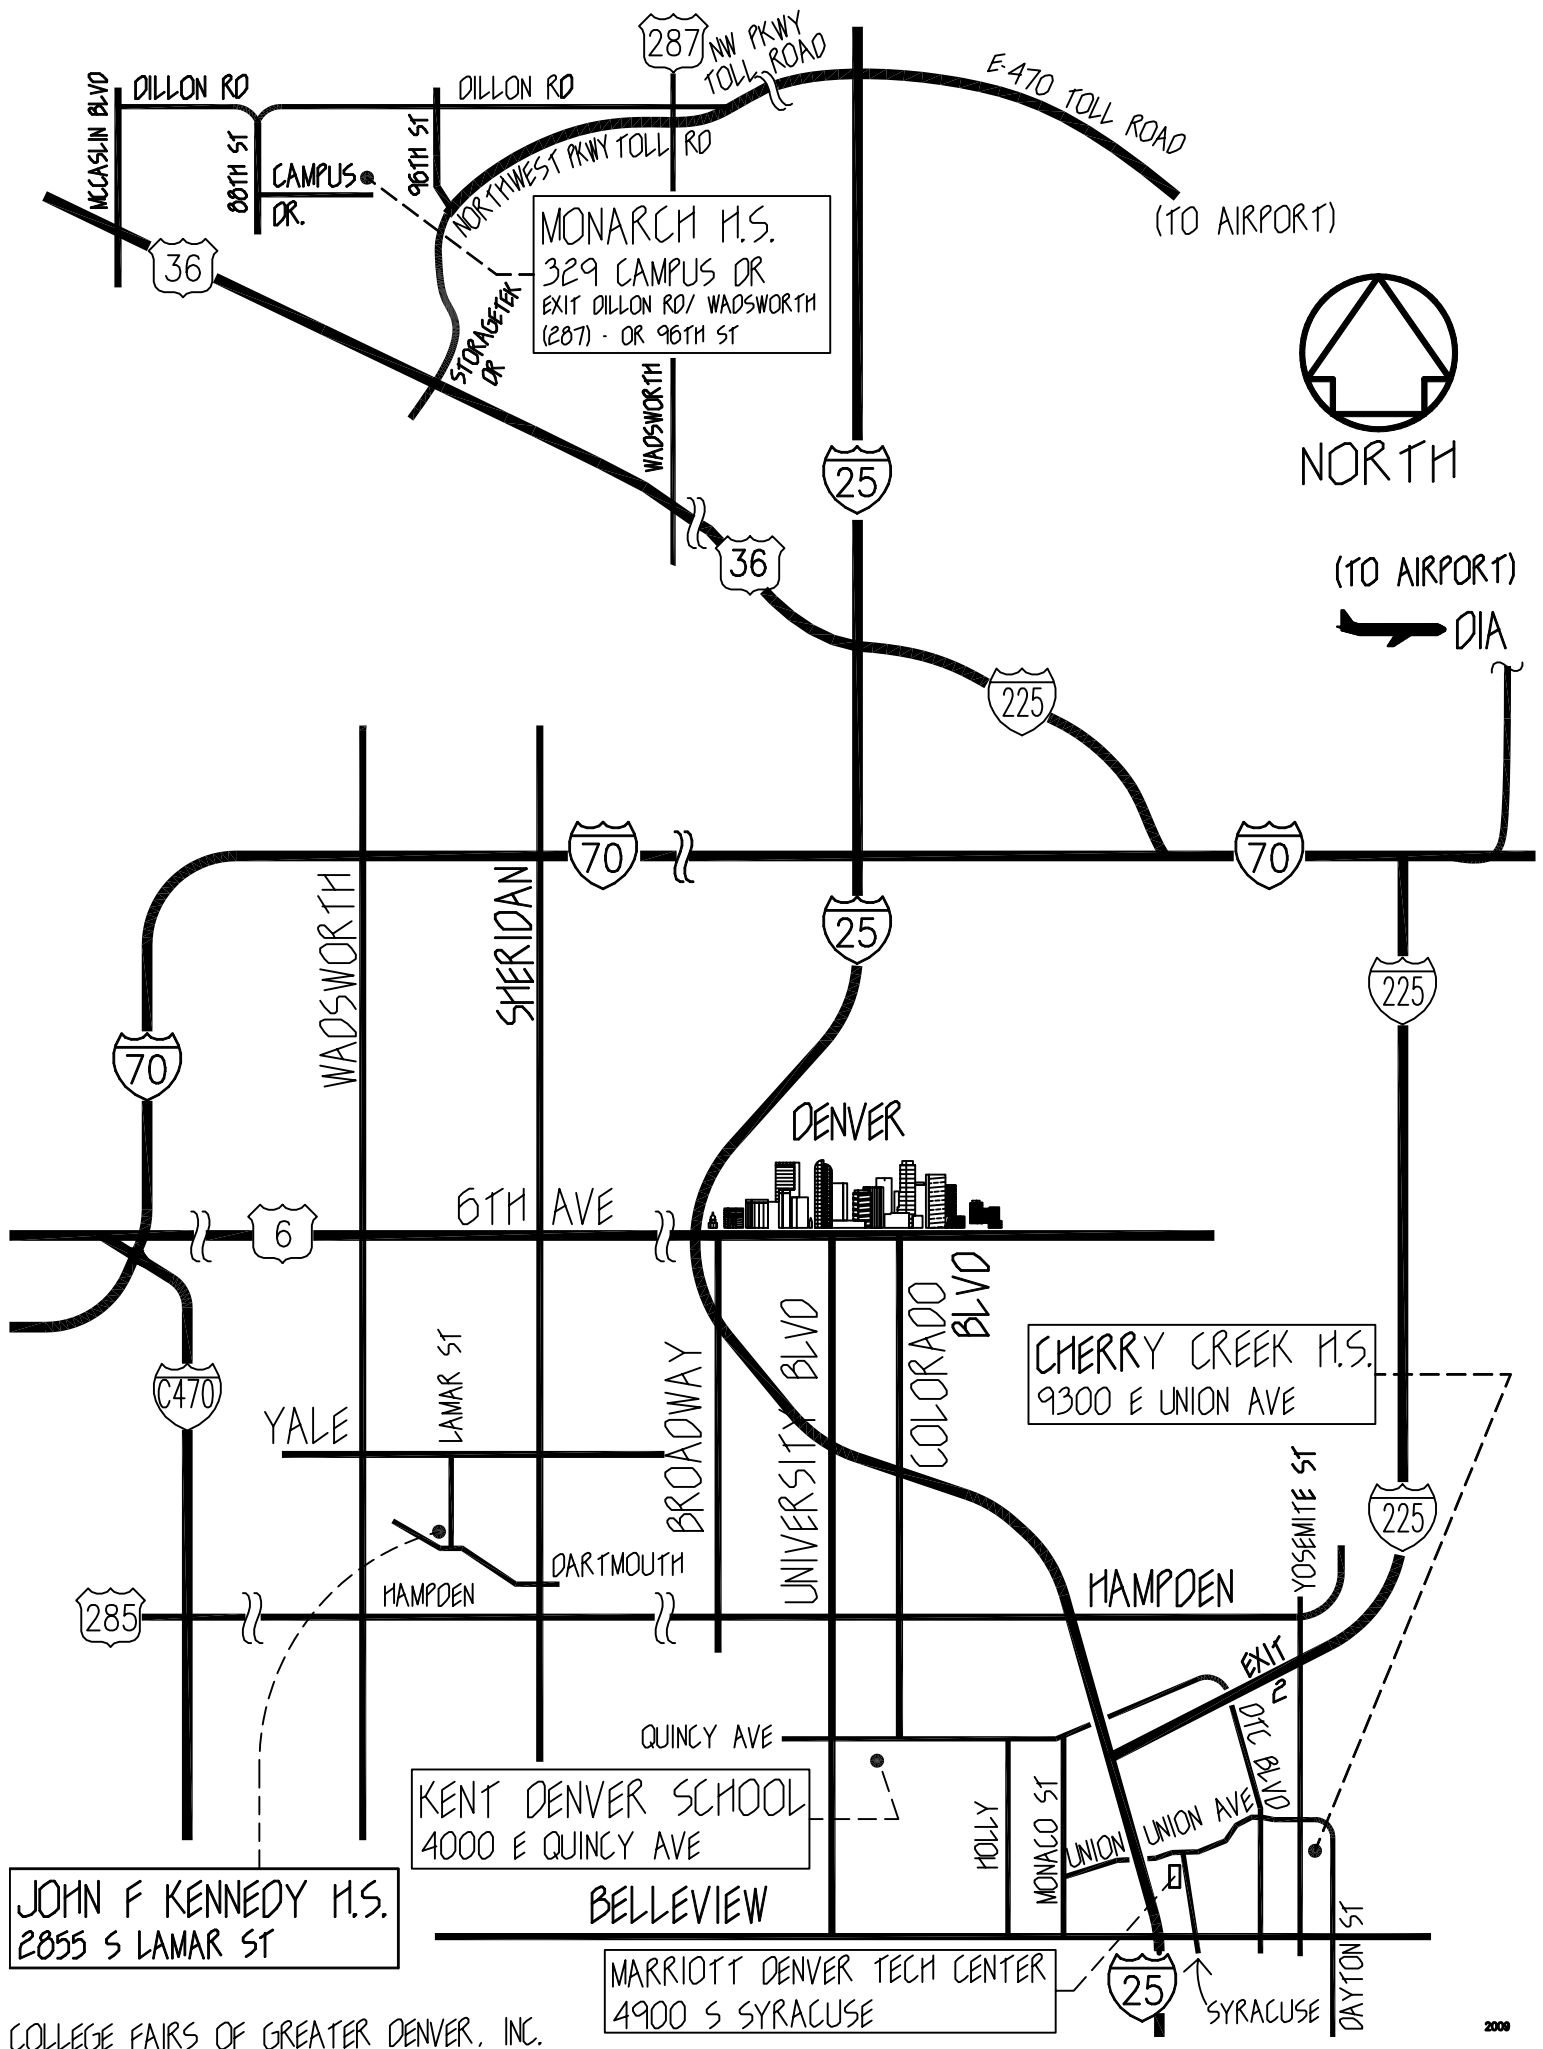 287
NW PKWY
TOLL ROAD
E-470 TOLL ROAD
DILLON RD
DILLON RD
MCCASLIN BLVD
88TH ST
96TH ST
CAMPUS
DR.
NORTHWEST PKWY TOLL RD
(TO AIRPORT)
MONARCH H.S.
329 CAMPUS DR
EXIT DILLON RD/ WADSWORTH
(287) - OR 96TH ST
36
STORAGETEK
DR
WADSWORTH
25
NORTH
36
(TO AIRPORT)
DIA
225
70
70
WADSWORTH
SHERIDAN
25
225
70
DENVER
6TH AVE
6
BROADWAY
UNIVERSITY BLVD
COLORADO
BLVD
CHERRY CREEK H.S.
9300 E UNION AVE
C470
LAMAR ST
YALE
YOSEMITE ST
225
DARTMOUTH
HAMPDEN
HAMPDEN
285
EXIT
2
DTC BLVD
QUINCY AVE
KENT DENVER SCHOOL
4000 E QUINCY AVE
HOLLY
MONACO ST
UNION
UNION AVE
JOHN F KENNEDY H.S.
2855 S LAMAR ST
BELLEVIEW
MARRIOTT DENVER TECH CENTER
4900 S SYRACUSE
25
SYRACUSE
DAYTON ST
COLLEGE FAIRS OF GREATER DENVER, INC.
2009